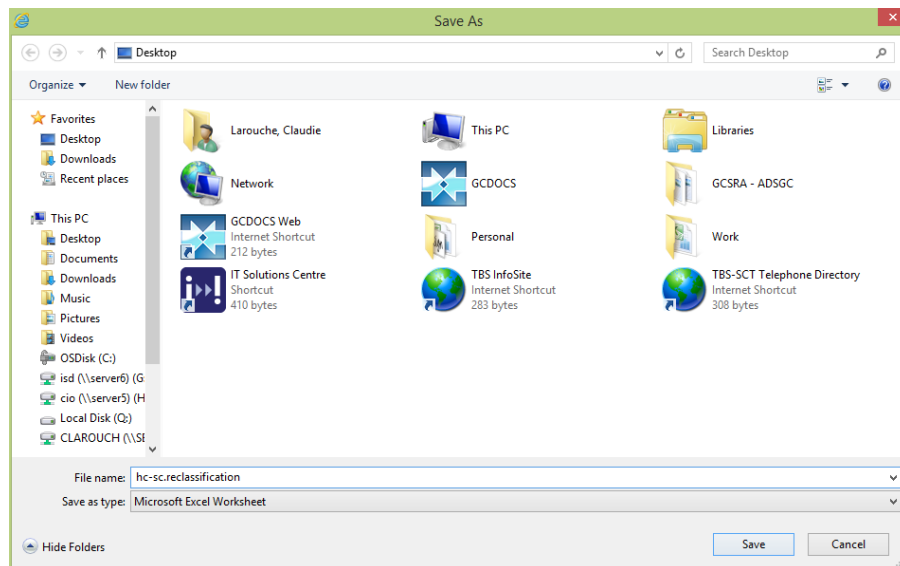 Save As
Desktop
Search Desktop
Organize
New folder
Favorites
Desktop
Downloads
Recent places
This PC
Desktop
Documents
Downloads
Music
Pictures
Videos
OSDisk (C:)
isd (\\server6) (G:
cio (\\server5) (H
Local Disk (Q:)
CLAROUCH (\\SE
Larouche, Claudie
This PC
Libraries
Network
GCDOCS
GCSRA - ADSGC
GCDOCS Web
Internet Shortcut
212 bytes
Personal
Work
IT Solutions Centre
Shortcut
410 bytes
TBS InfoSite
Internet Shortcut
283 bytes
TBS-SCT Telephone Directory
Internet Shortcut
308 bytes
File name: hc-sc.reclassification
Save as type: Microsoft Excel Worksheet
Hide Folders
Save
Cancel